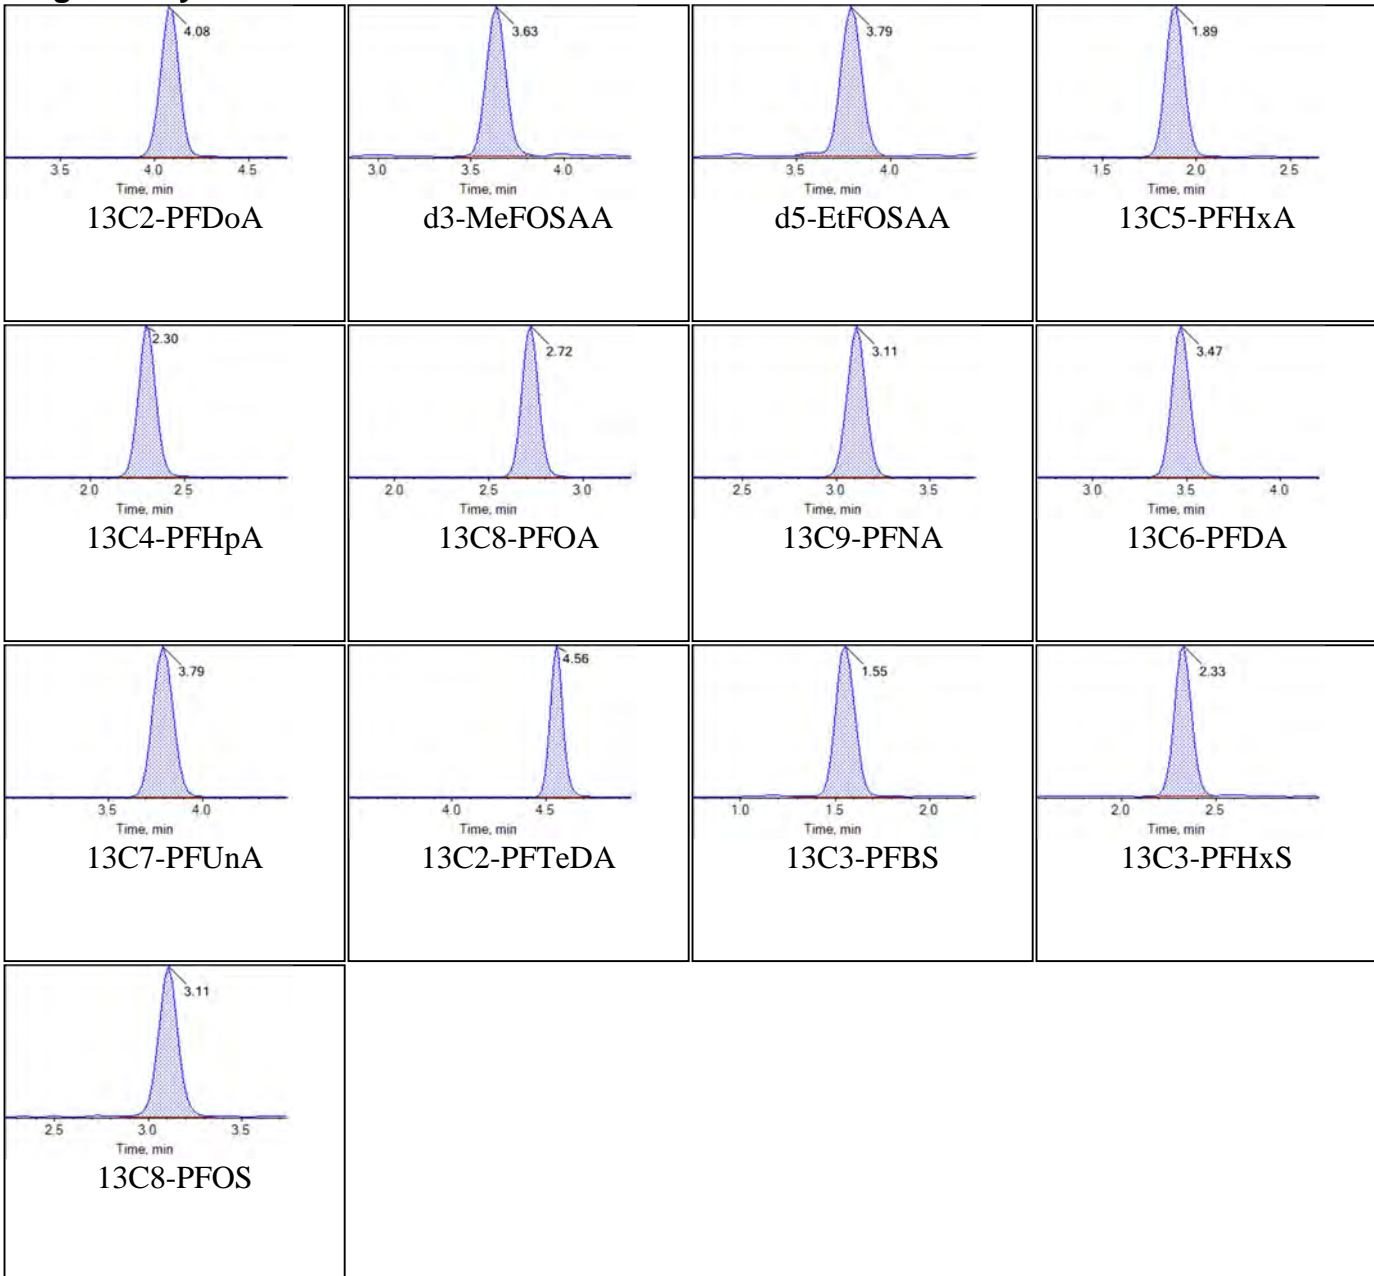 4.08
3.5 4.0 4.5
Time, min
13C2-PFDoA
3.63
3.0 3.5 4.0
Time, min
d3-MeFOSAA
3.79
3.5 4.0
Time, min
d5-EtFOSAA
1.89
1.5 2.0 2.5
Time, min
13C5-PFHxA
2.30
2.0 2.5
Time, min
13C4-PFHpA
2.72
2.0 2.5 3.0
Time, min
13C8-PFOA
3.11
2.5 3.0 3.5
Time, min
13C9-PFNA
3.47
3.0 3.5 4.0
Time, min
13C6-PFDA
3.79
3.5 4.0
Time, min
13C7-PFUnA
4.56
4.0 4.5
Time, min
13C2-PFTeDA
1.55
1.0 1.5 2.0
Time, min
13C3-PFBS
2.33
2.0 2.5
Time, min
13C3-PFHxS
3.11
2.5 3.0 3.5
Time, min
13C8-PFOS